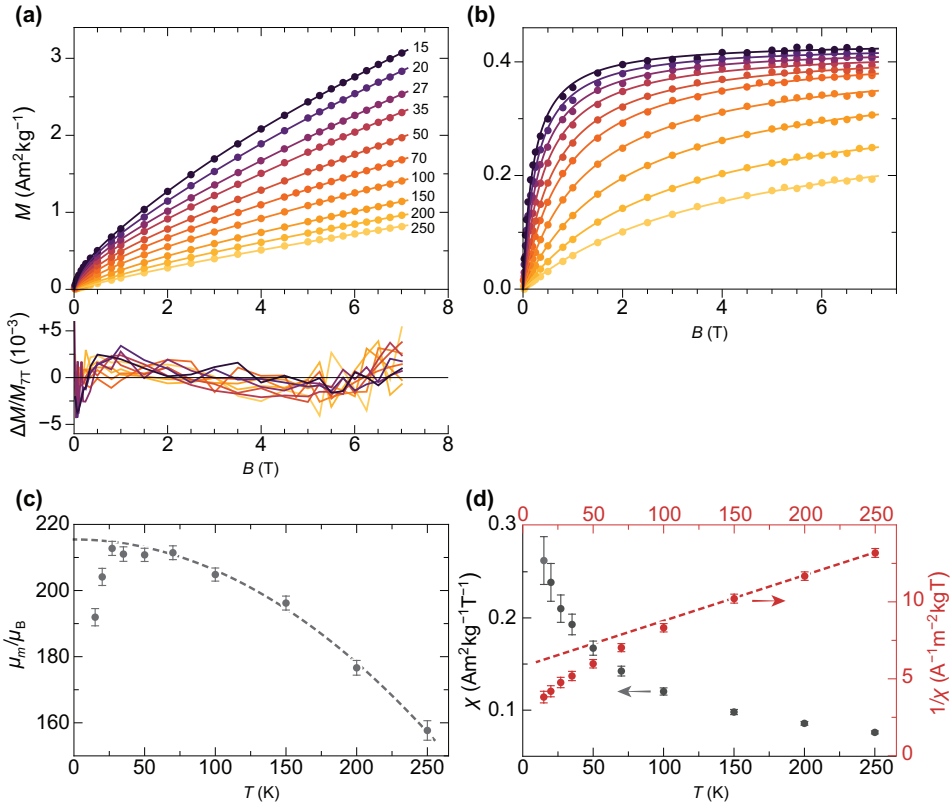 (a)
3
2
1
0
M (Am²kg⁻¹)
15
20
27
35
50
70
100
150
200
250
0 2 4 6 8
+5
0
−5
ΔM/M7T (10⁻³)
0 2 4 6 8
B (T)
(b)
0.4
0.2
0.0
0 2 4 6
B (T)
(c)
220
200
180
160
μm/μB
0 50 100 150 200 250
T (K)
(d)
0 50 100 150 200 250
0.3
0.2
0.1
χ (Am²kg⁻¹T⁻¹)
10
5
0
1/χ (A⁻¹m⁻²kgT)
0 50 100 150 200 250
T (K)